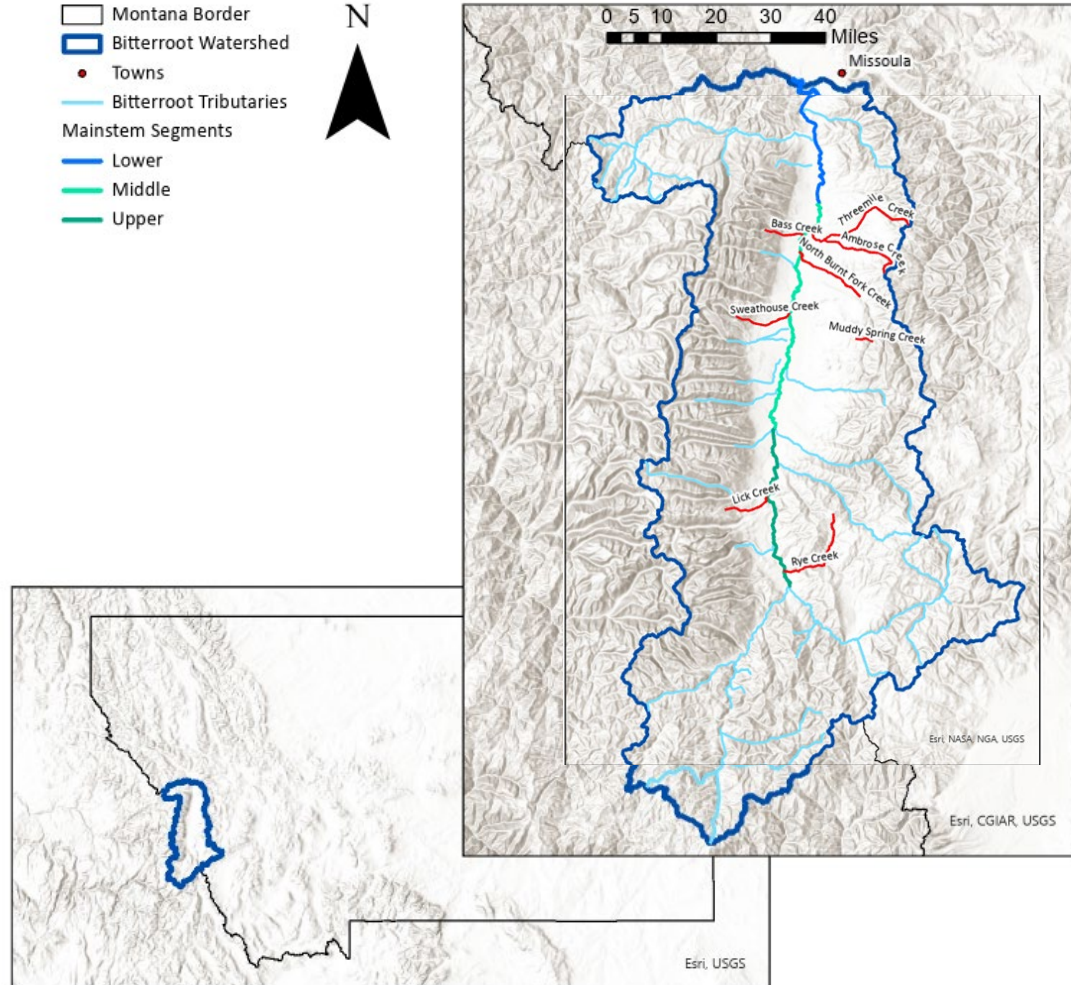 Montana Border
Bitterroot Watershed
Towns
Bitterroot Tributaries
Mainstem Segments
Lower
Middle
Upper
N
0 5 10 20 30 40
Miles
Missoula
Threemile Creek
Bass Creek
Ambrose Creek
North Burnt Fork Creek
Sweathouse Creek
Muddy Spring Creek
Lick Creek
Rye Creek
Esri, NASA, NGA, USGS
Esri, CGIAR, USGS
Esri, USGS